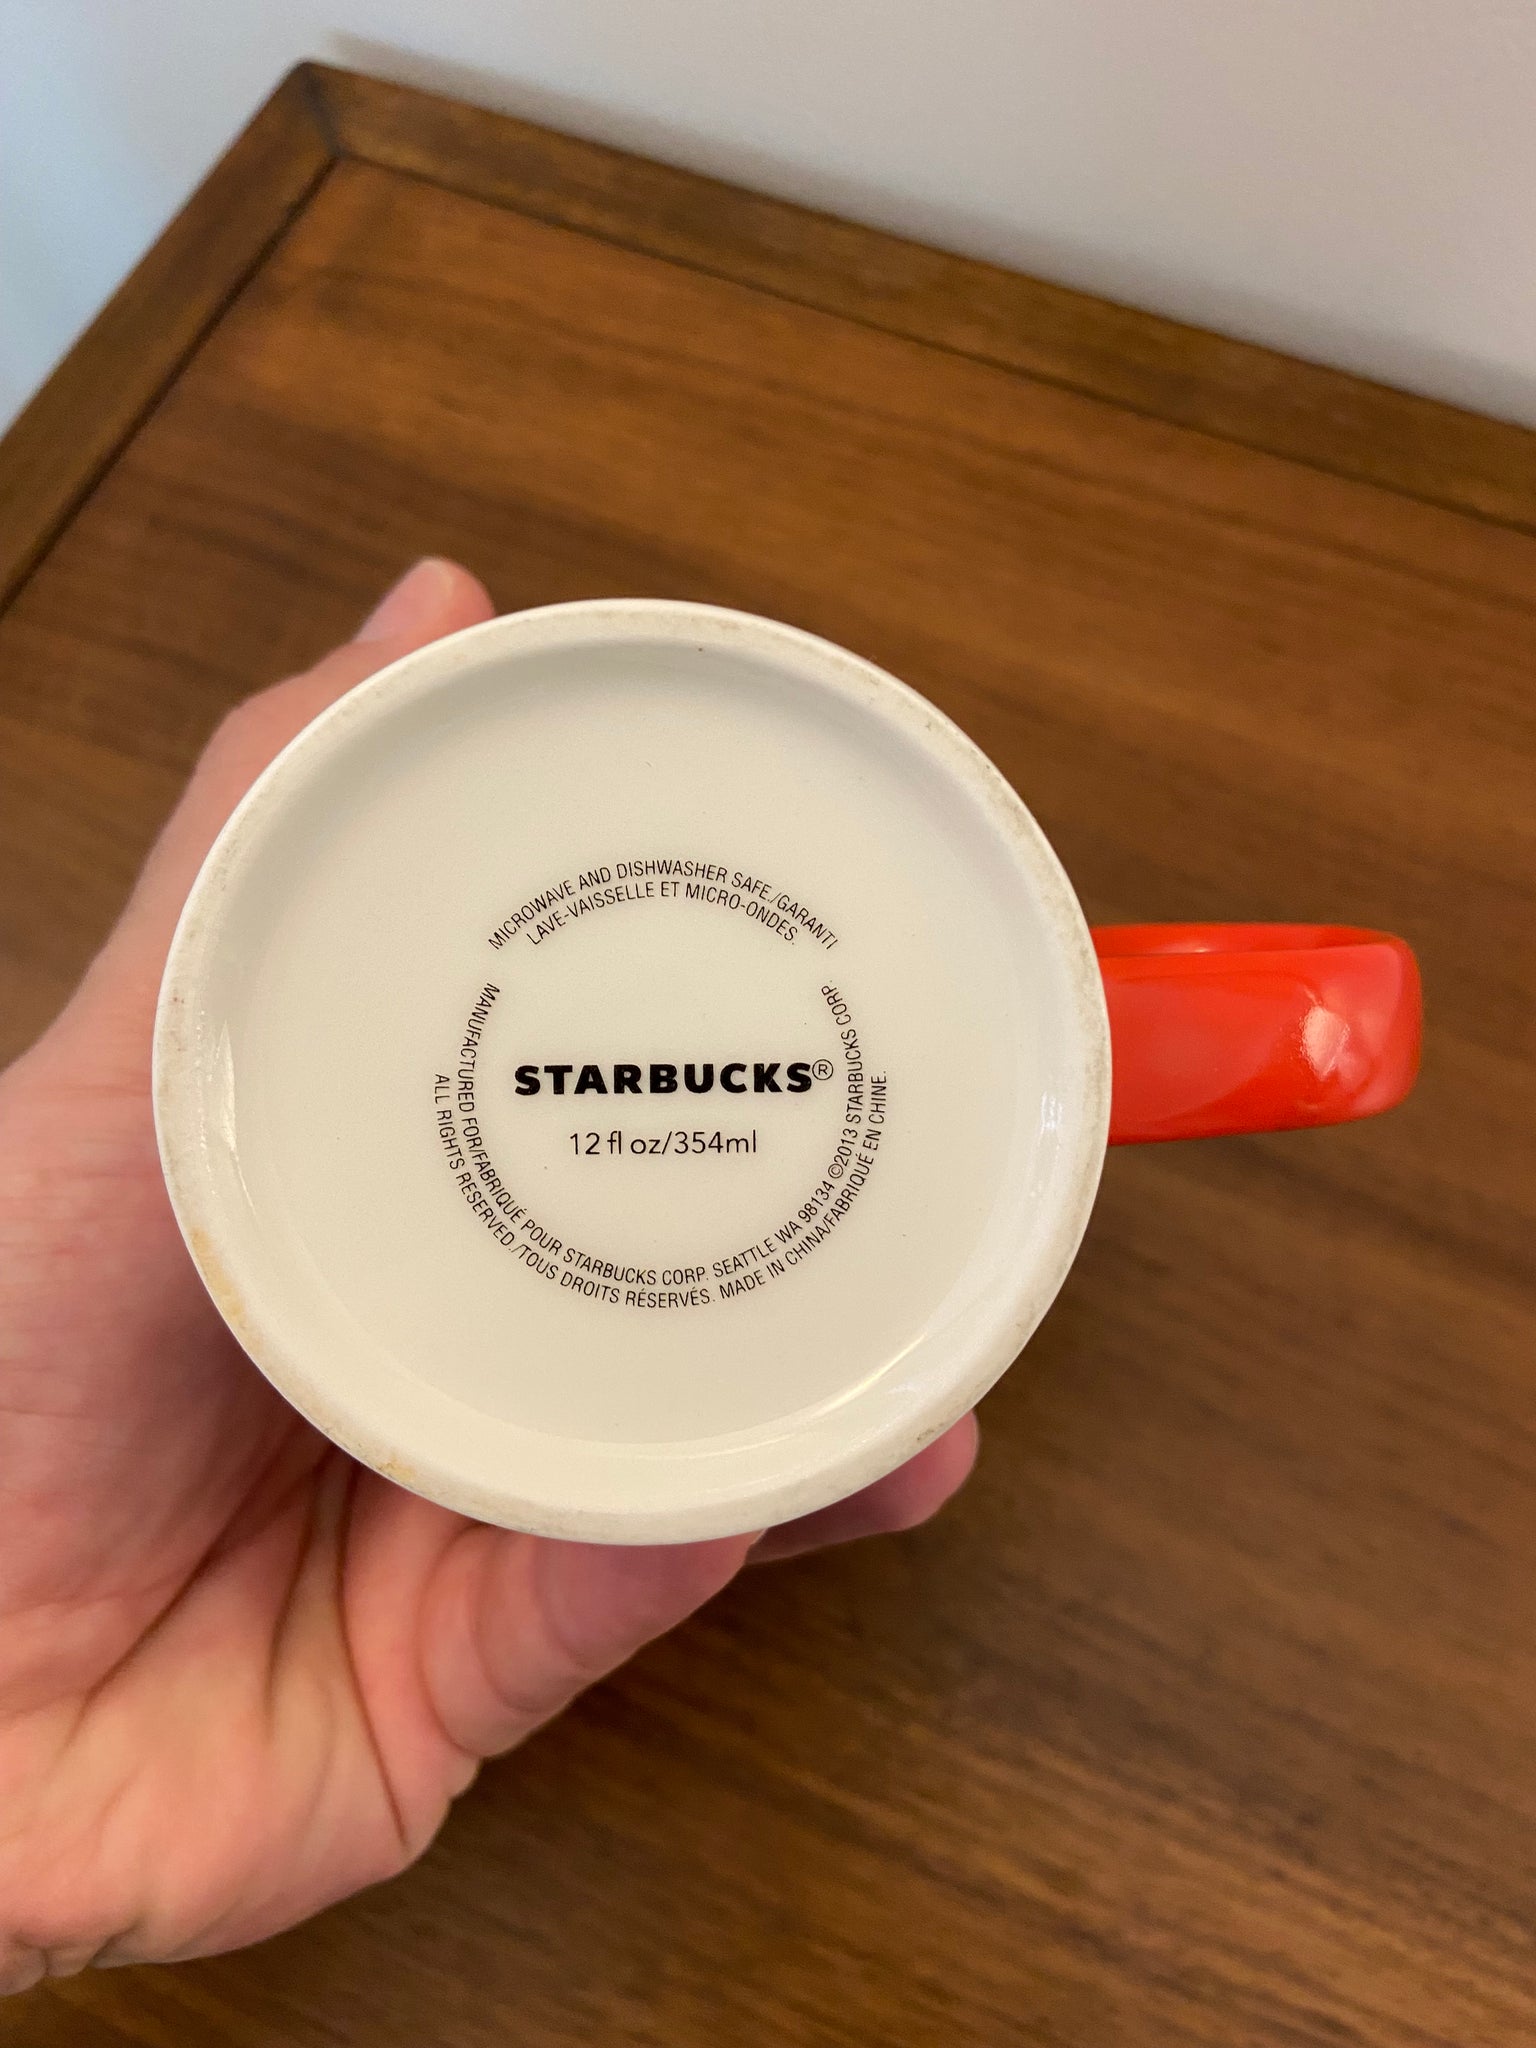 MICROWAVE AND DISHWASHER SAFE./GARANTI
LAVE-VAISSELLE ET MICRO-ONDES.
STARBUCKS®
12 fl oz/354ml
MANUFACTURED FOR/FABRIQUÉ POUR STARBUCKS CORP. SEATTLE WA 98134 ©2013 STARBUCKS CORP.
ALL RIGHTS RESERVED./TOUS DROITS RÉSERVÉS. MADE IN CHINA/FABRIQUÉ EN CHINE.